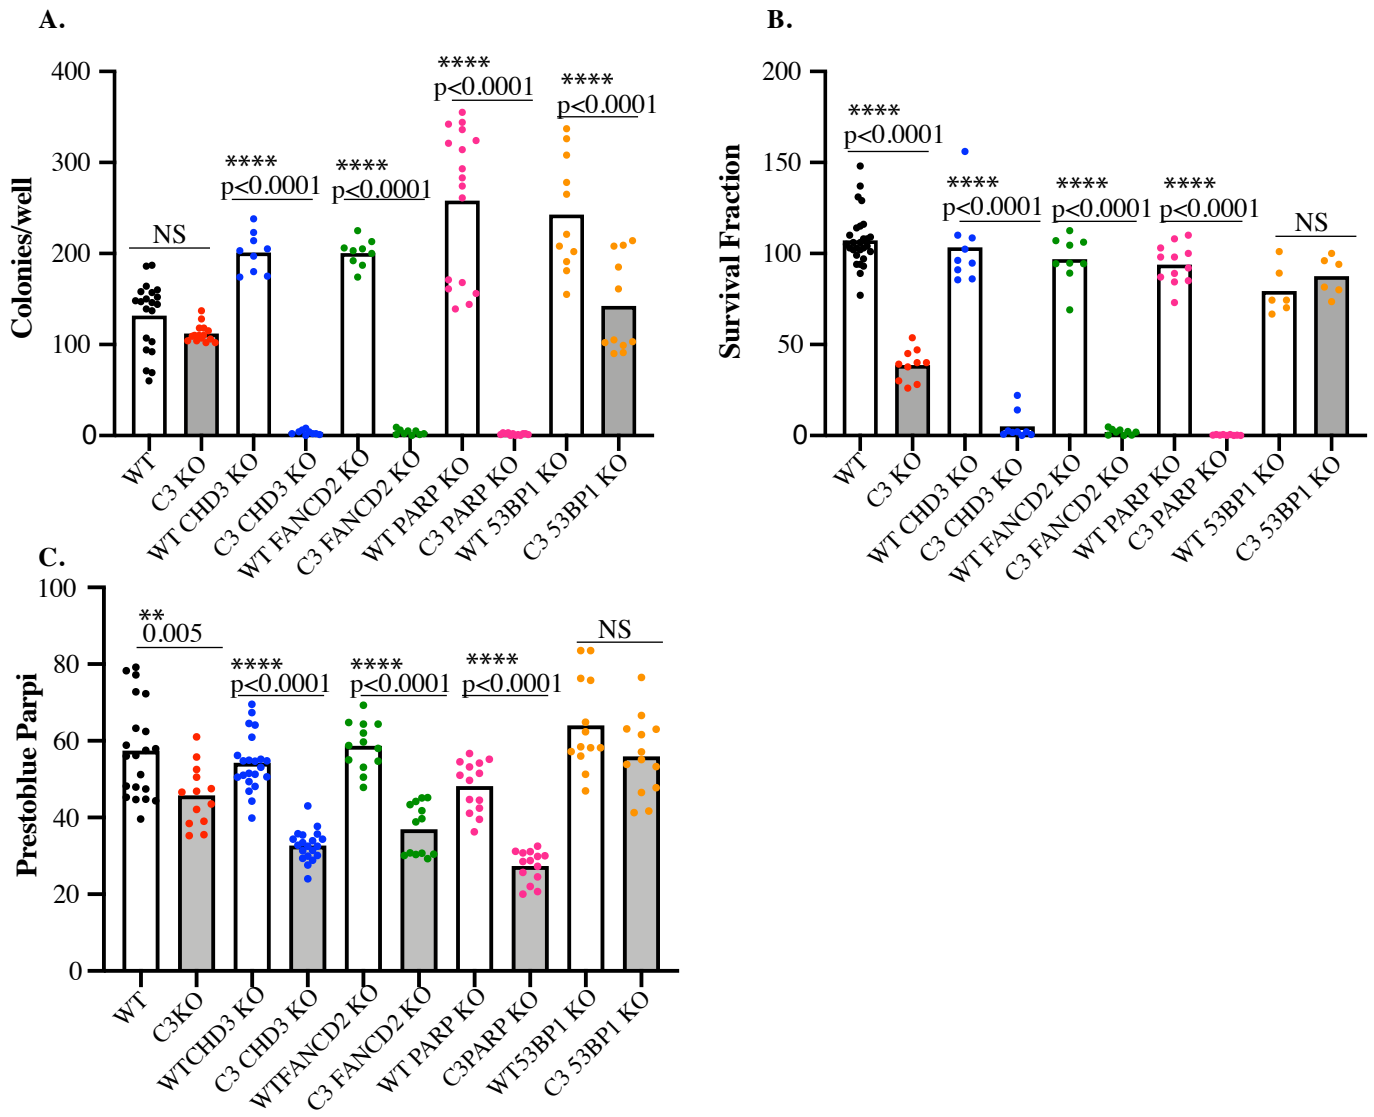 A.
Colonies/well
400
300
200
100
0
NS
****
p<0.0001
****
p<0.0001
****
p<0.0001
****
p<0.0001
WT
C3 KO
WT CHD3 KO
C3 CHD3 KO
WT FANCD2 KO
C3 FANCD2 KO
WT PARP KO
C3 PARP KO
WT 53BP1 KO
C3 53BP1 KO
B.
Survival Fraction
200
150
100
50
0
****
p<0.0001
****
p<0.0001
****
p<0.0001
****
p<0.0001
NS
WT
C3 KO
WT CHD3 KO
C3 CHD3 KO
WT FANCD2 KO
C3 FANCD2 KO
WT PARP KO
C3 PARP KO
WT 53BP1 KO
C3 53BP1 KO
C.
Prestoblue Parpi
100
80
60
40
20
0
**
0.005
****
p<0.0001
****
p<0.0001
****
p<0.0001
NS
WT
C3KO
WTCHD3 KO
C3 CHD3 KO
WTFANCD2 KO
C3 FANCD2 KO
WT PARP KO
C3PARP KO
WT53BP1 KO
C3 53BP1 KO